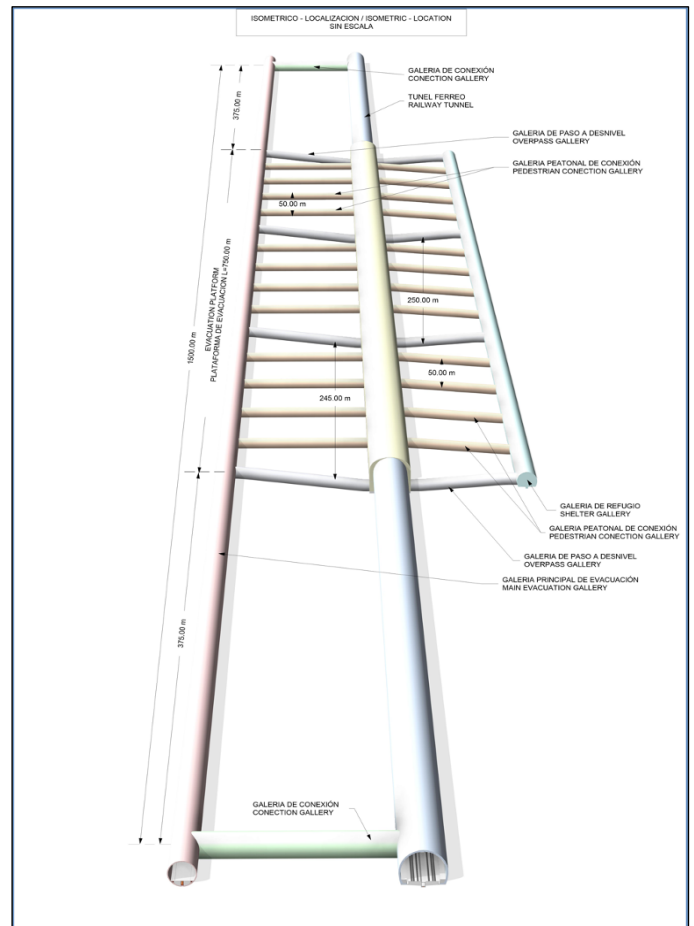 ISOMETRICO - LOCALIZACION / ISOMETRIC - LOCATION
SIN ESCALA
GALERIA DE CONEXIÓN
CONECTION GALLERY
TUNEL FERREO
RAILWAY TUNNEL
375.00 m
GALERIA DE PASO A DESNIVEL
OVERPASS GALLERY
GALERIA PEATONAL DE CONEXIÓN
PEDESTRIAN CONECTION GALLERY
50.00 m
1500.00 m
EVACUATION PLATFORM
PLATAFORMA DE EVACUACION L=750.00 m
250.00 m
50.00 m
245.00 m
GALERIA DE REFUGIO
SHELTER GALLERY
GALERIA PEATONAL DE CONEXIÓN
PEDESTRIAN CONECTION GALLERY
GALERIA DE PASO A DESNIVEL
OVERPASS GALLERY
GALERIA PRINCIPAL DE EVACUACIÓN
MAIN EVACUATION GALLERY
375.00 m
GALERIA DE CONEXIÓN
CONECTION GALLERY